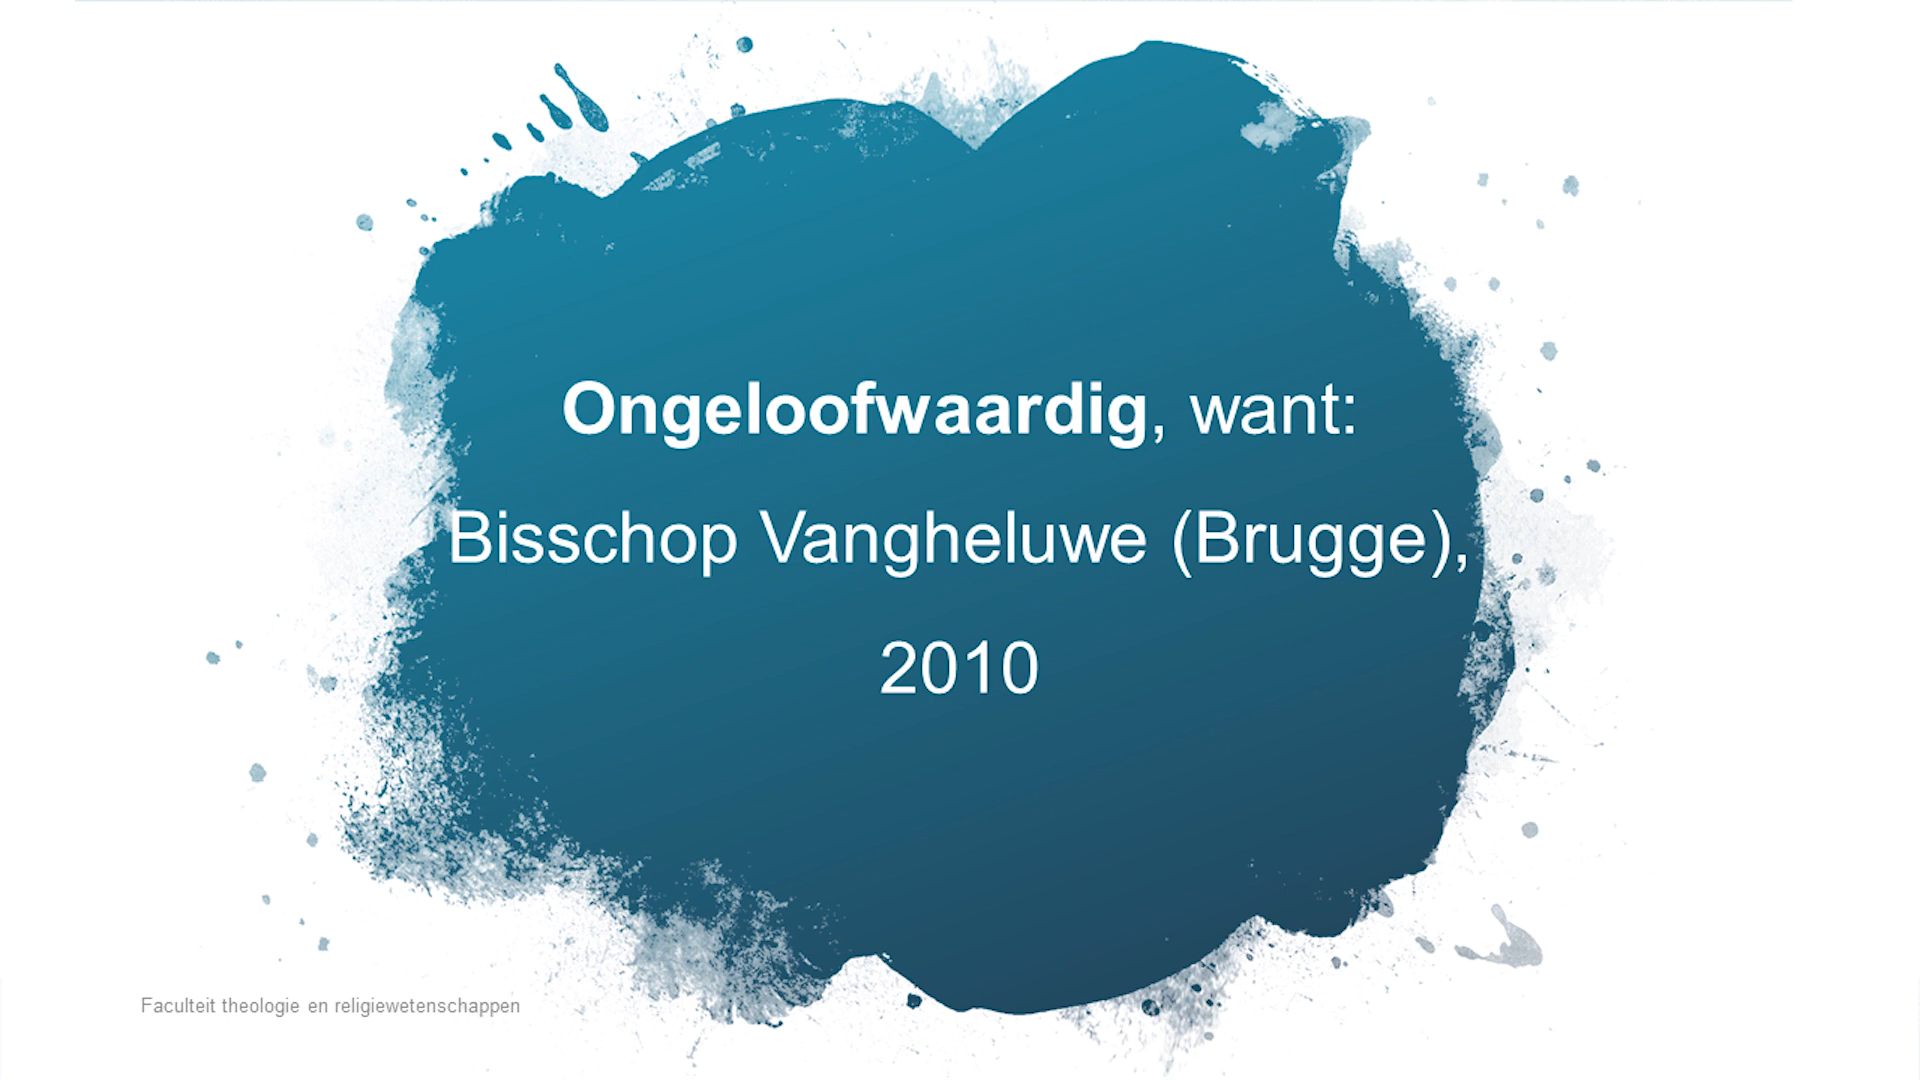 Ongeloofwaardig, want:
Bisschop Vangheluwe (Brugge),
2010
Faculteit theologie en religiewetenschappen